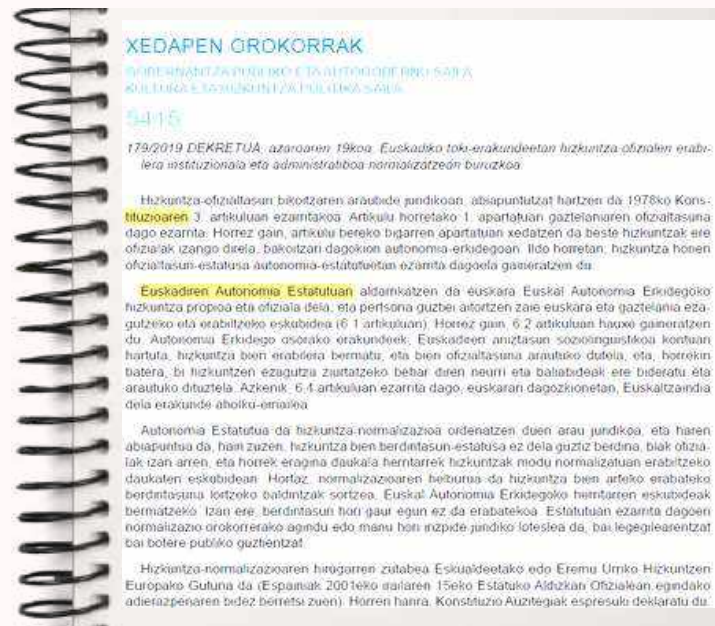 XEDAPEN OROKORRAK
GOBERNANTZA PUBLIKO ETA AUTOGOBERNU SAILA
KULTURA ETA HIZKUNTZA POLITIKA SAILA
5415
179/2019 DEKRETUA, azaroaren 19koa, Euskadiko toki-erakundeetan hizkuntza-ofizialen erabi-
lera instituzionala eta administratiboa normalizatzeari buruzkoa.
Hizkuntza-ofizialtasun bikoitzaren araubide juridikoan, abiapuntutzat hartzen da 1978ko Kons-
tituzioaren 3. artikuluan ezarritakoa. Artikulu horretako 1. apartatuan gaztelaniaren ofizialtasuna
dago ezarrita. Horrez gain, artikulu bereko bigarren apartatuan xedatzen da beste hizkuntzak ere
ofizialak izango direla, bakoitzari dagokion autonomia-erkidegoan. Ildo horretan, hizkuntza horien
ofizialtasun-estatusa autonomia-estatutuetan ezarrita dagoela gaineratzen du.
Euskadiren Autonomia Estatutuan aldarrikatzen da euskara Euskal Autonomia Erkidegoko
hizkuntza propioa eta ofiziala dela, eta pertsona guztiei aitortzen zaie euskara eta gaztelania eza-
gutzeko eta erabiltzeko eskubidea (6.1 artikuluan). Horrez gain, 6.2 artikuluan hauxe gaineratzen
du: Autonomia Erkidego osorako erakundeek, Euskadiren aniztasun soziolinguistikoa kontuan
hartuta, hizkuntza bien erabilera bermatu, eta bien ofizialtasuna arautuko dutela, eta, horrekin
batera, bi hizkuntzen ezagutza ziurtatzeko behar diren neurri eta baliabideak ere bideratu eta
arautuko dituztela. Azkenik, 6.4 artikuluan ezarrita dago, euskarari dagozkionetan, Euskaltzaindia
dela erakunde aholku-emailea.
Autonomia Estatutua da hizkuntza-normalizazioa ordenatzen duen arau juridikoa, eta haren
abiapuntua da, hain zuzen, hizkuntza bien berdintasun-estatusa ez dela guztiz berdina, biak ofizia-
lak izan arren, eta horrek eragina daukala herritarrek hizkuntzak modu normalizatuan erabiltzeko
daukaten eskubidean. Hortaz, normalizazioaren helburua da hizkuntza bien arteko erabateko
berdintasuna lortzeko baldintzak sortzea, Euskal Autonomia Erkidegoko herritarren eskubideak
bermatzeko. Izan ere, berdintasun hori gaur egun ez da erabatekoa. Estatutuan ezarrita dagoen
normalizazio orokorrerako agindu edo manu hori irizpide juridiko loteslea da, bai legegilearentzat
bai botere publiko guztientzat.
Hizkuntza-normalizazioaren hirugarren zutabea Eskualdeetako edo Eremu Urriko Hizkuntzen
Europako Gutuna da (Espainiak 2001eko irailaren 15eko Estatuko Aldizkari Ofizialean egindako
adierazpenaren bidez berretsi zuen). Horren harira, Konstituzio Auzitegiak espresuki deklaratu du